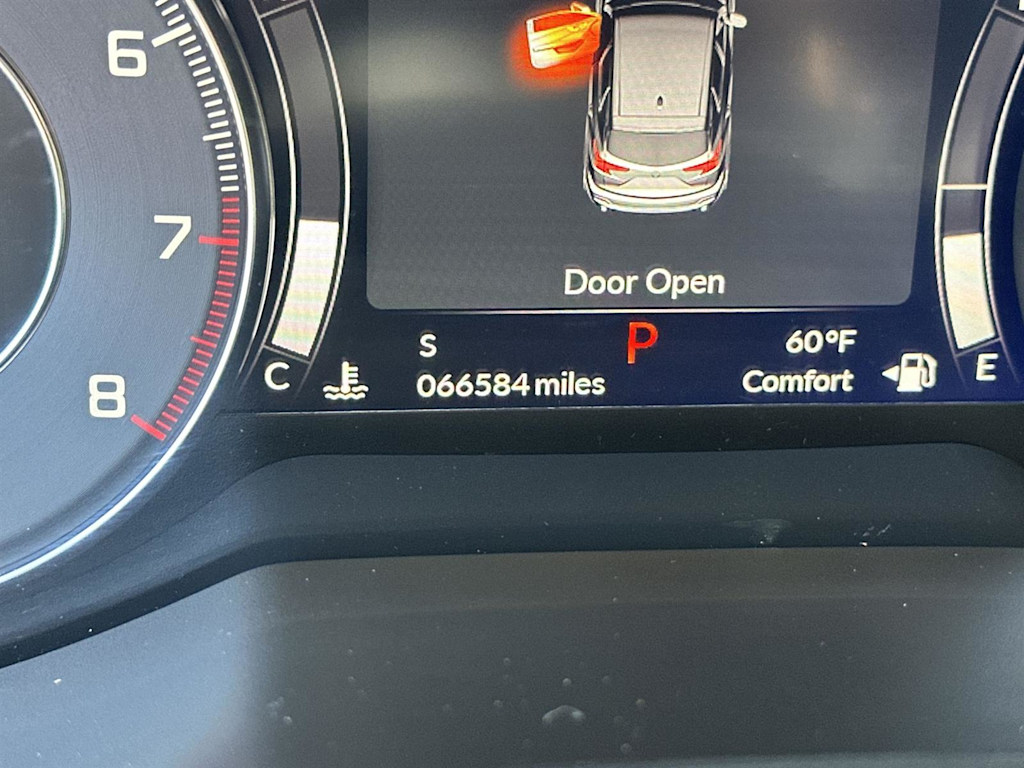 6
7
8
Door Open
S P 60°F
C 066584 miles Comfort E